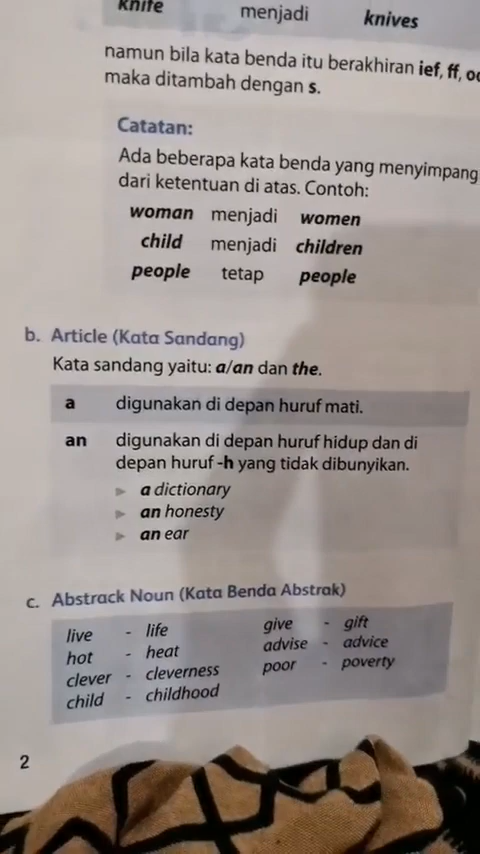 knife menjadi knives
namun bila kata benda itu berakhiran ief, ff,
maka ditambah dengan s.
Catatan:
Ada beberapa kata benda yang menyimpang
dari ketentuan di atas. Contoh:
woman menjadi women
child menjadi children
people tetap people
b. Article (Kata Sandang)
Kata sandang yaitu: a/an dan the.
a digunakan di depan huruf mati.
an digunakan di depan huruf hidup dan di
depan huruf -h yang tidak dibunyikan.
a dictionary
an honesty
an ear
c. Abstrack Noun (Kata Benda Abstrak)
live - life give - gift
hot - heat advise - advice
clever - cleverness poor - poverty
child - childhood
2